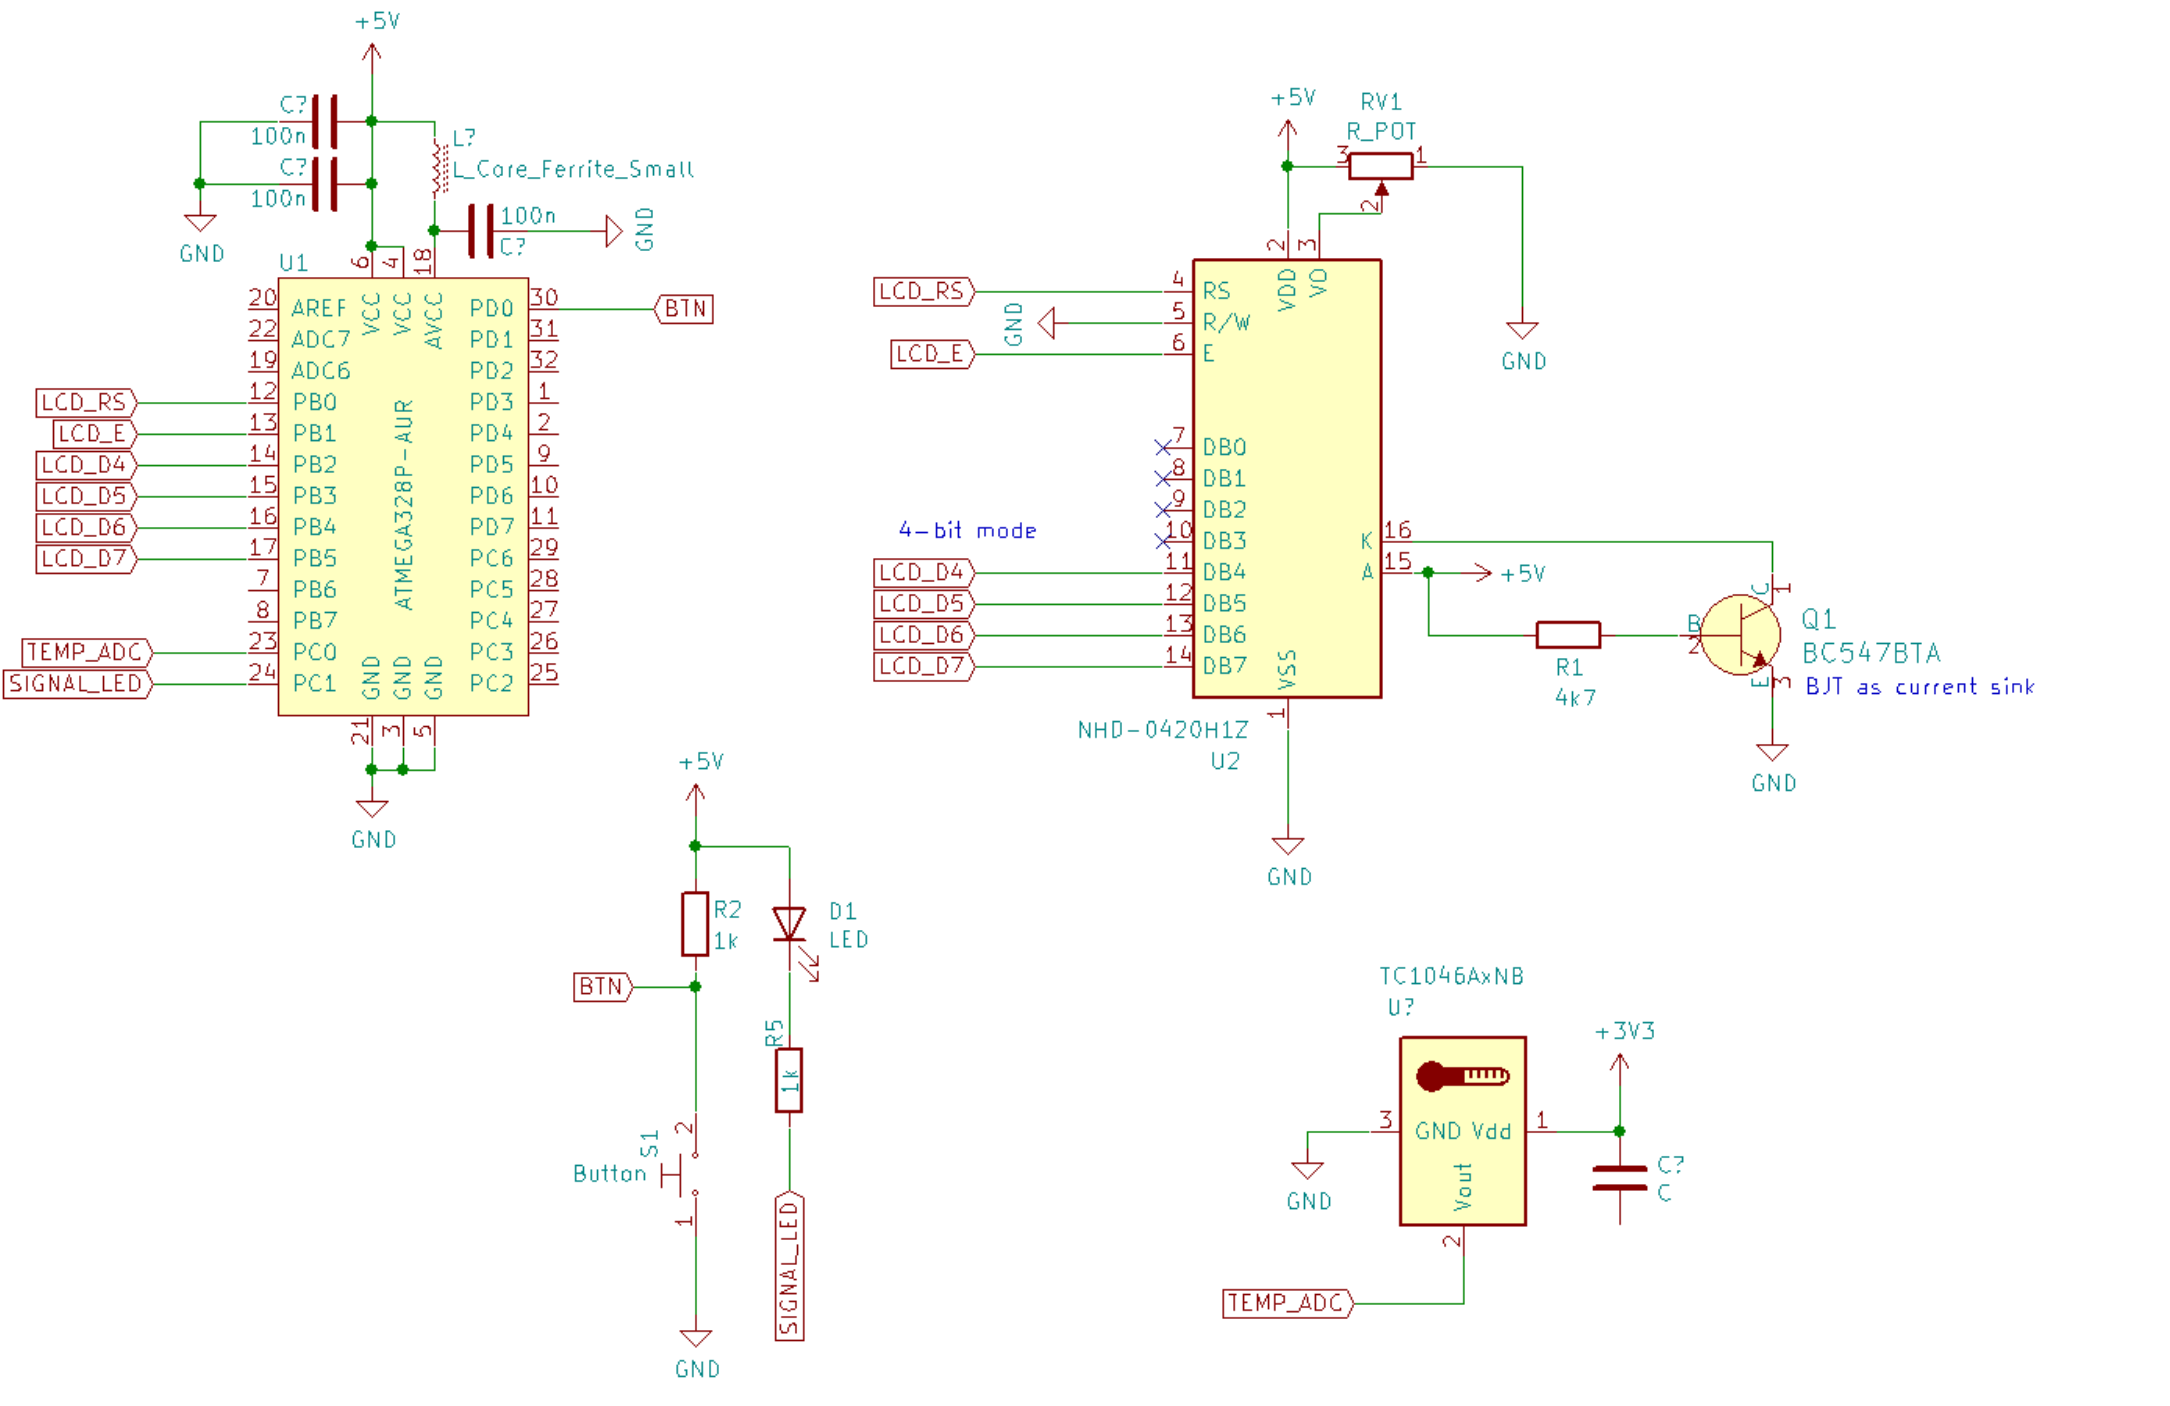 +5V
C?
100n
C?
100n
GND
L?
L_Core_Ferrite_Small
100n
C?
GND
U1
6
4
18
20
AREF
22
ADC7
19
ADC6
12
PB0
13
PB1
14
PB2
15
PB3
16
PB4
17
PB5
7
PB6
8
PB7
23
PC0
24
PC1
VCC
VCC
AVCC
ATMEGA328P-AUR
GND
GND
GND
PD0
30
PD1
31
PD2
32
PD3
1
PD4
2
PD5
9
PD6
10
PD7
11
PC6
29
PC5
28
PC4
27
PC3
26
PC2
25
BTN
LCD_RS
LCD_E
LCD_D4
LCD_D5
LCD_D6
LCD_D7
TEMP_ADC
SIGNAL_LED
21
3
5
GND
+5V
RV1
R_POT
3
1
2
GND
2
3
VDD
VO
LCD_RS
4
RS
GND
5
R/W
LCD_E
6
E
7
DB0
8
DB1
9
DB2
10
DB3
4-bit mode
LCD_D4
11
DB4
LCD_D5
12
DB5
LCD_D6
13
DB6
LCD_D7
14
DB7
K
16
A
15
+5V
VSS
1
NHD-0420H1Z
U2
GND
R1
4k7
B
2
C
1
E
3
Q1
BC547BTA
BJT as current sink
GND
+5V
R2
1k
D1
LED
BTN
R5
1k
S1
Button
2
1
GND
SIGNAL_LED
TC1046AxNB
U?
+3V3
3
GND
Vdd
1
Vout
2
GND
C?
C
TEMP_ADC